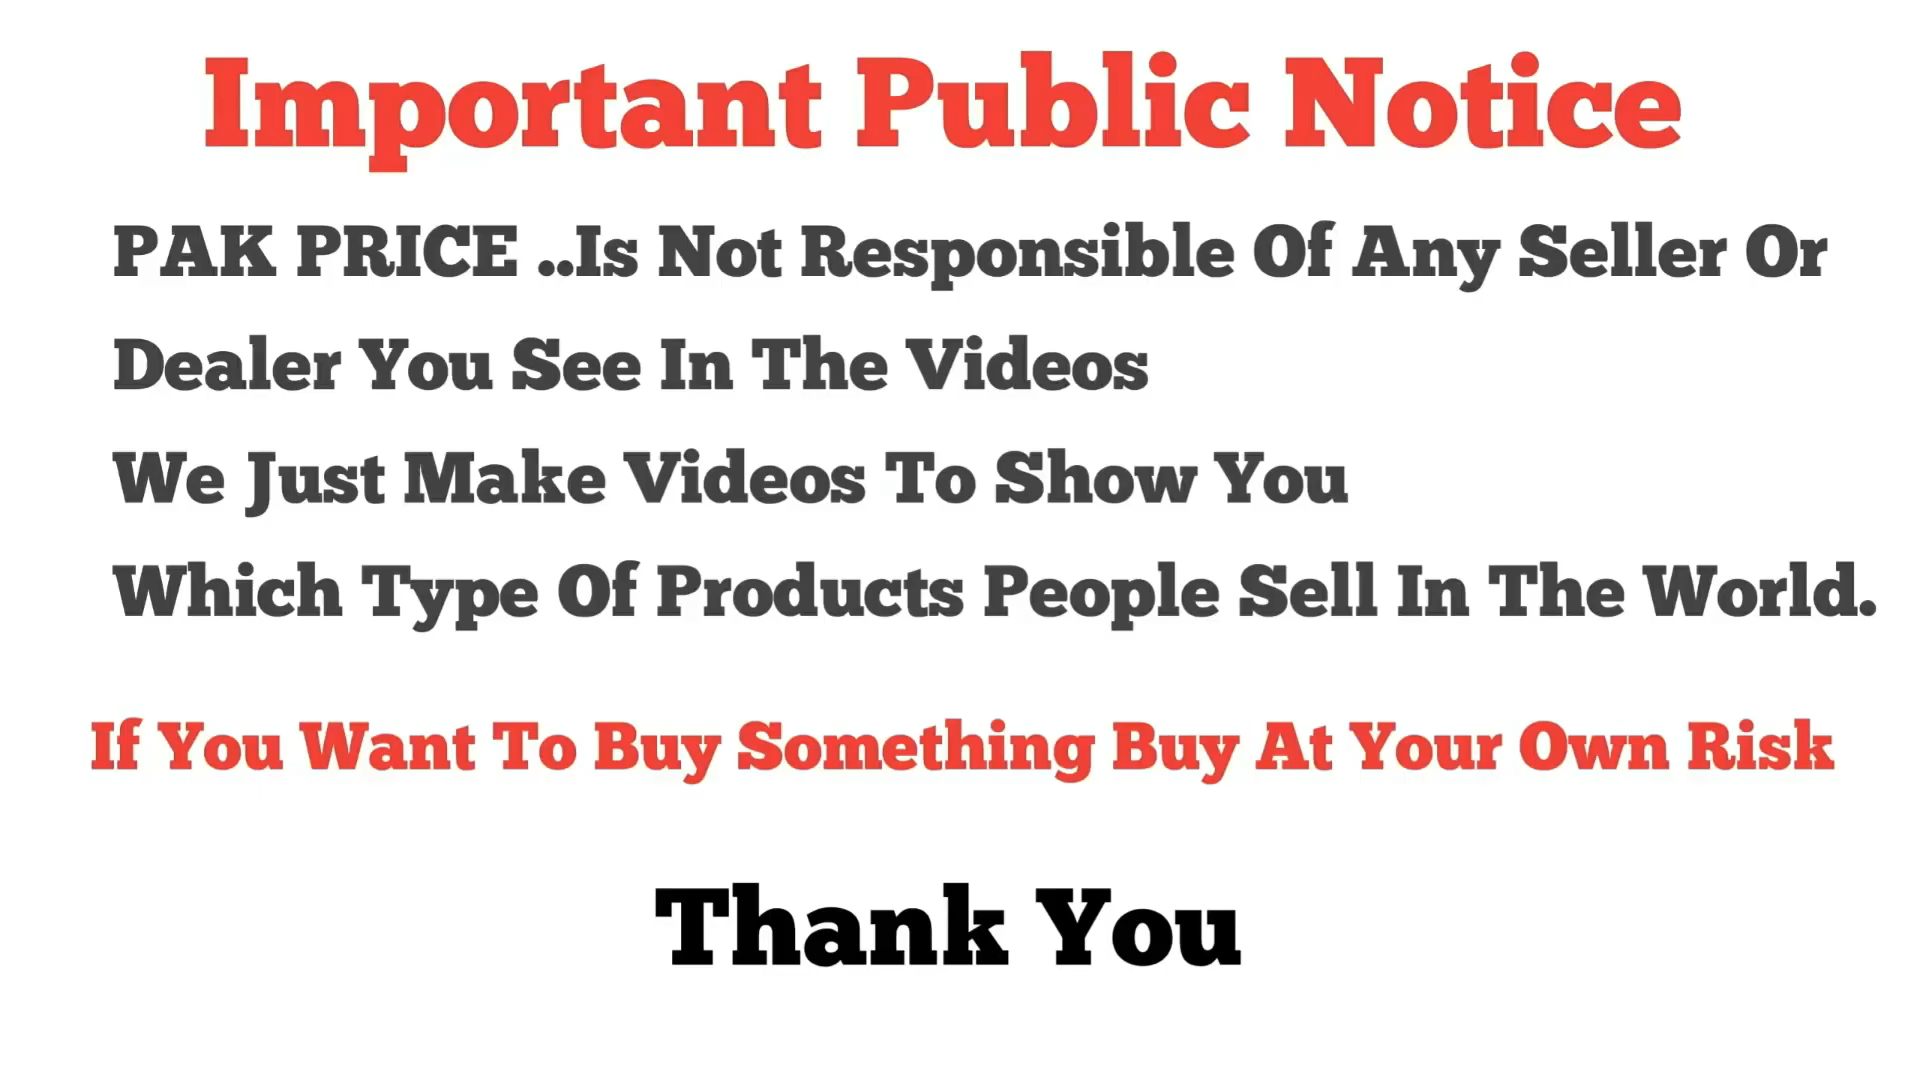 Important Public Notice
PAK PRICE ..Is Not Responsible Of Any Seller Or
Dealer You See In The Videos
We Just Make Videos To Show You
Which Type Of Products People Sell In The World.
If You Want To Buy Something Buy At Your Own Risk
Thank You